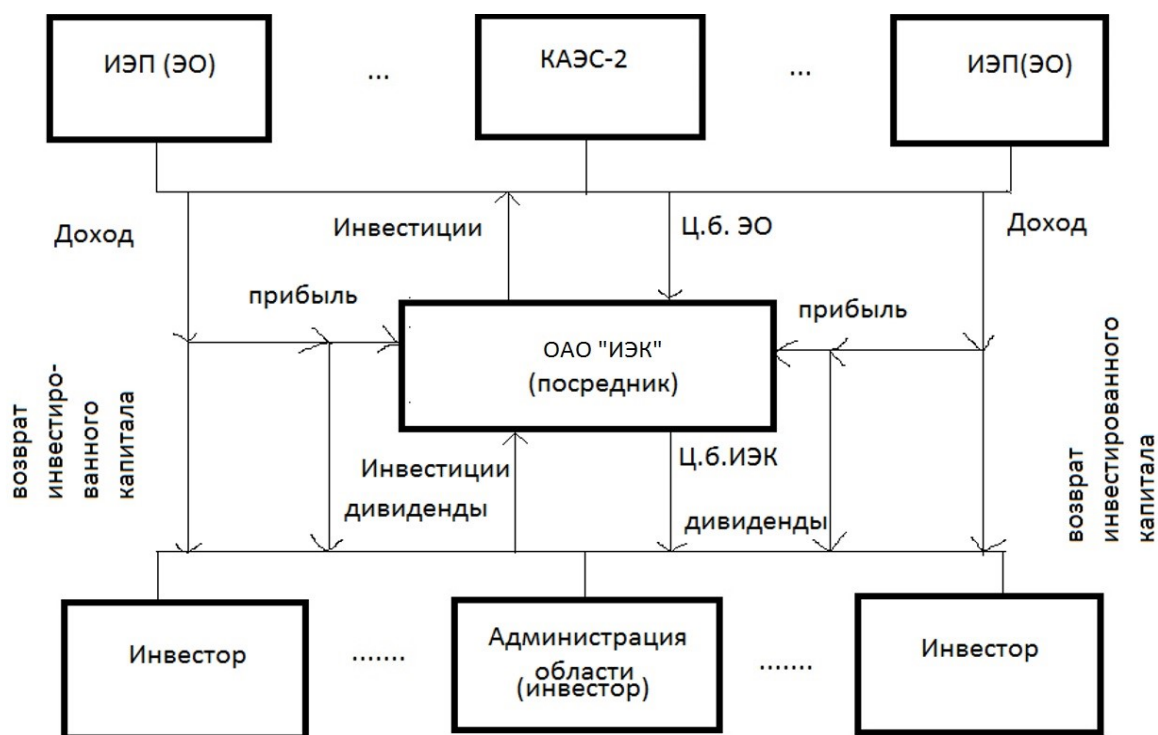 ИЭП (ЭО)
...
КАЭС-2
...
ИЭП(ЭО)
Доход
Инвестиции
Ц.б. ЭО
Доход
прибыль
прибыль
ОАО "ИЭК"
(посредник)
возврат
инвестиро-
ванного
капитала
Инвестиции
Ц.б.ИЭК
дивиденды
дивиденды
возврат
инвестированного
капитала
Инвестор
.......
Администрация
области
(инвестор)
.......
Инвестор